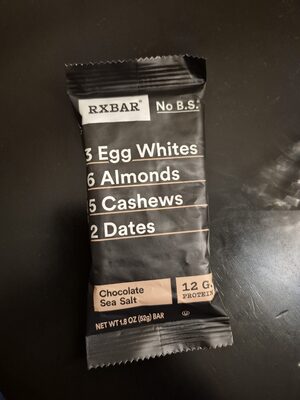 RXBAR® No B.S.®
3 Egg Whites
6 Almonds
5 Cashews
2 Dates
Chocolate
Sea Salt
12 G.
PROTEIN
NET WT 1.8 OZ (52g) BAR